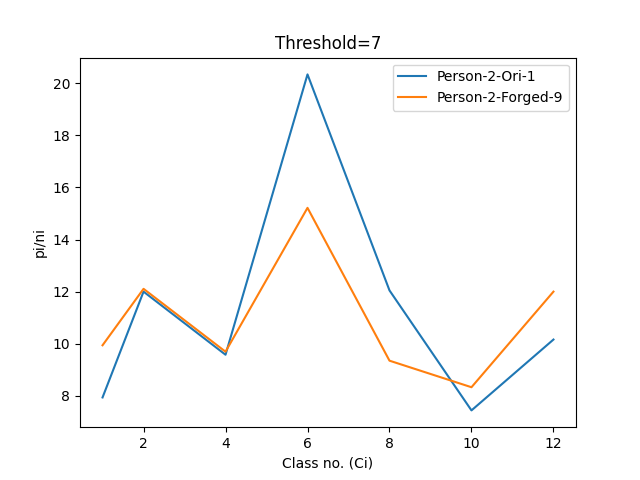 Threshold=7
Person-2-Ori-1
Person-2-Forged-9
pi/ni
20
18
16
14
12
10
8
2 4 6 8 10 12
Class no. (Ci)